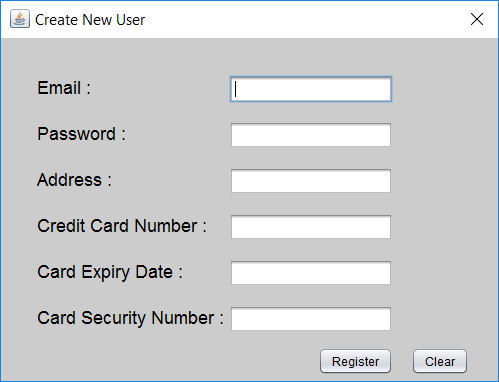 Create New User
Email :
Password :
Address :
Credit Card Number :
Card Expiry Date :
Card Security Number :
Register Clear